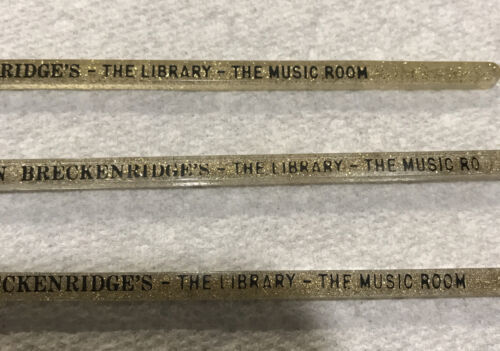 RIDGE'S - THE LIBRARY - THE MUSIC ROOM
N BRECKENRIDGE'S - THE LIBRARY - THE MUSIC RO
CKENRIDGE'S - THE LIBRARY - THE MUSIC ROOM